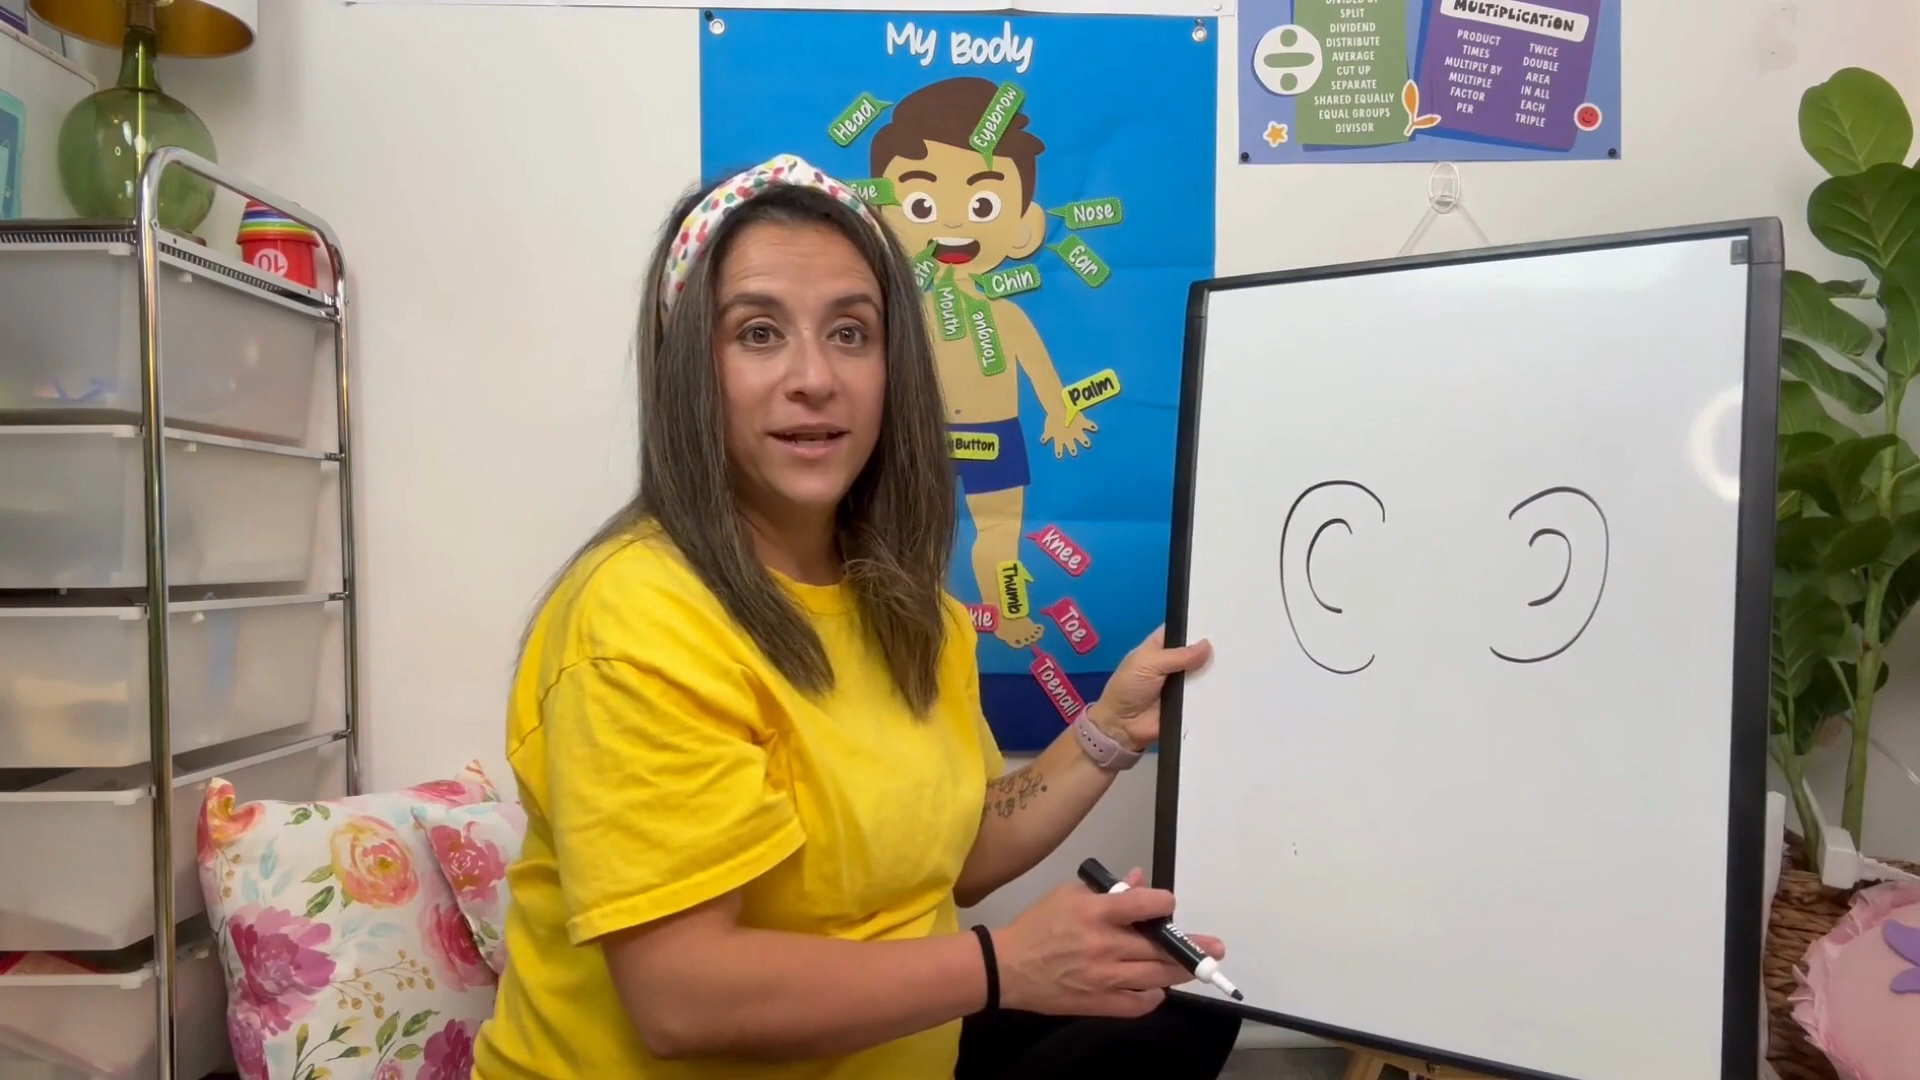 My Body
Head
Eyebrow
Nose
Ear
Chin
Mouth
Tongue
Palm
Button
Knee
Thumb
Toe
Toenail
10
SPLIT
DIVIDEND
DISTRIBUTE
AVERAGE
CUT UP
SEPARATE
SHARED EQUALLY
EQUAL GROUPS
DIVISOR
MULTIPLICATION
PRODUCT
TIMES
MULTIPLY BY
MULTIPLE
FACTOR
PER
TWICE
DOUBLE
AREA
IN ALL
EACH
TRIPLE